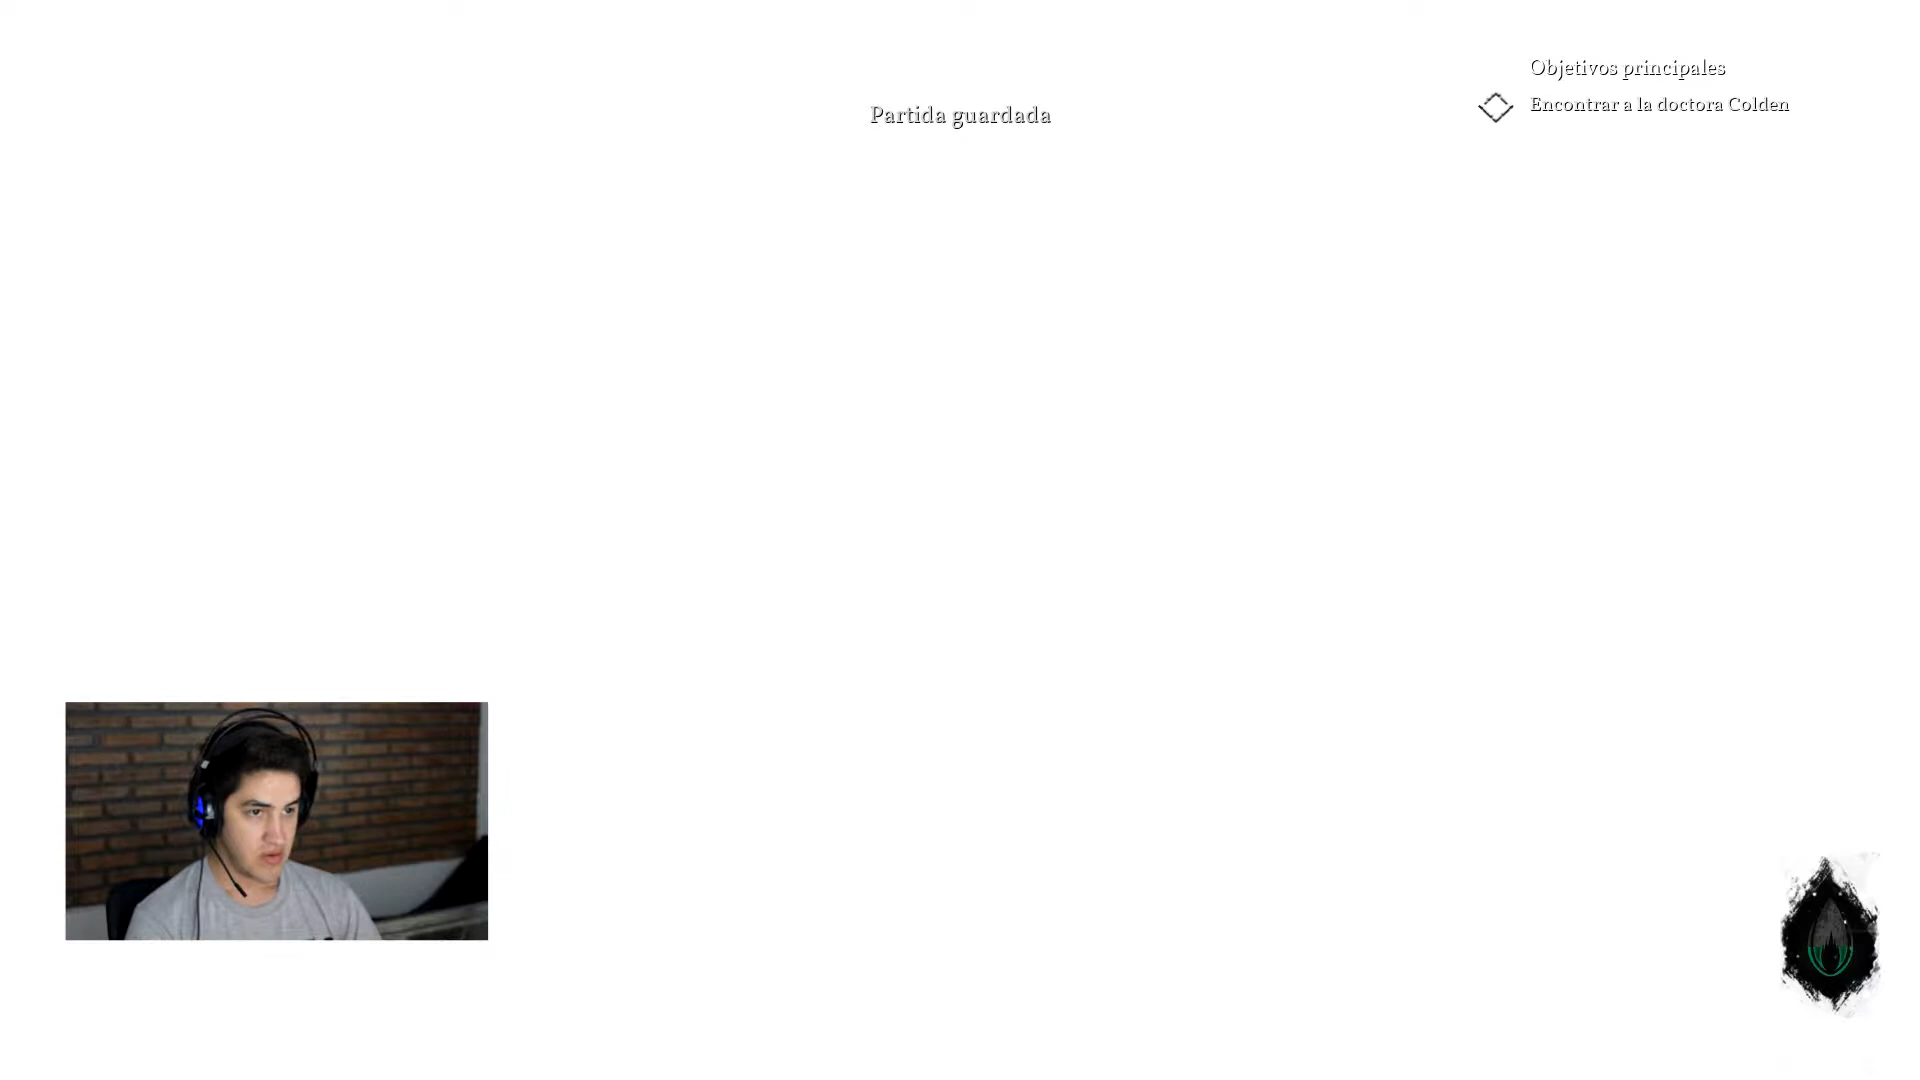 Objetivos principales
Encontrar a la doctora Colden
Partida guardada